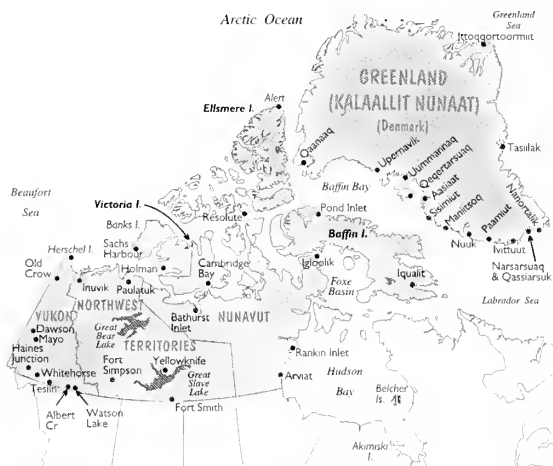 Arctic Ocean
Greenland
Sea
Ittoqqortoormiit
GREENLAND
(KALAALLIT NUNAAT)
(Denmark)
Alert
Ellsmere I.
Qaanaaq
Upernavik
Uummannaq
Qeqertarsuaq
Aasiaat
Sisimiut
Maniitsoq
Nuuk
Paamiut
Ivittuut
Nanortalik
Narsarsuaq
& Qassiarsuk
Tasiilak
Baffin Bay
Beaufort
Sea
Victoria I.
Resolute
Pond Inlet
Banks I.
Baffin I.
Herschel I.
Sachs
Harbour
Holman
Cambridge
Bay
Igloolik
Foxe
Basin
Iqualit
Labrador Sea
Old
Crow
Inuvik
Paulatuk
NORTHWEST
TERRITORIES
YUKON
Great
Bear
Lake
Bathurst
Inlet
NUNAVUT
Dawson
Mayo
Haines
Junction
Whitehorse
Teslin
Fort
Simpson
Yellowknife
Great
Slave
Lake
Rankin Inlet
Arviat
Hudson
Bay
Belcher
Is.
Albert
Cr
Watson
Lake
Fort Smith
Akimiski
I.